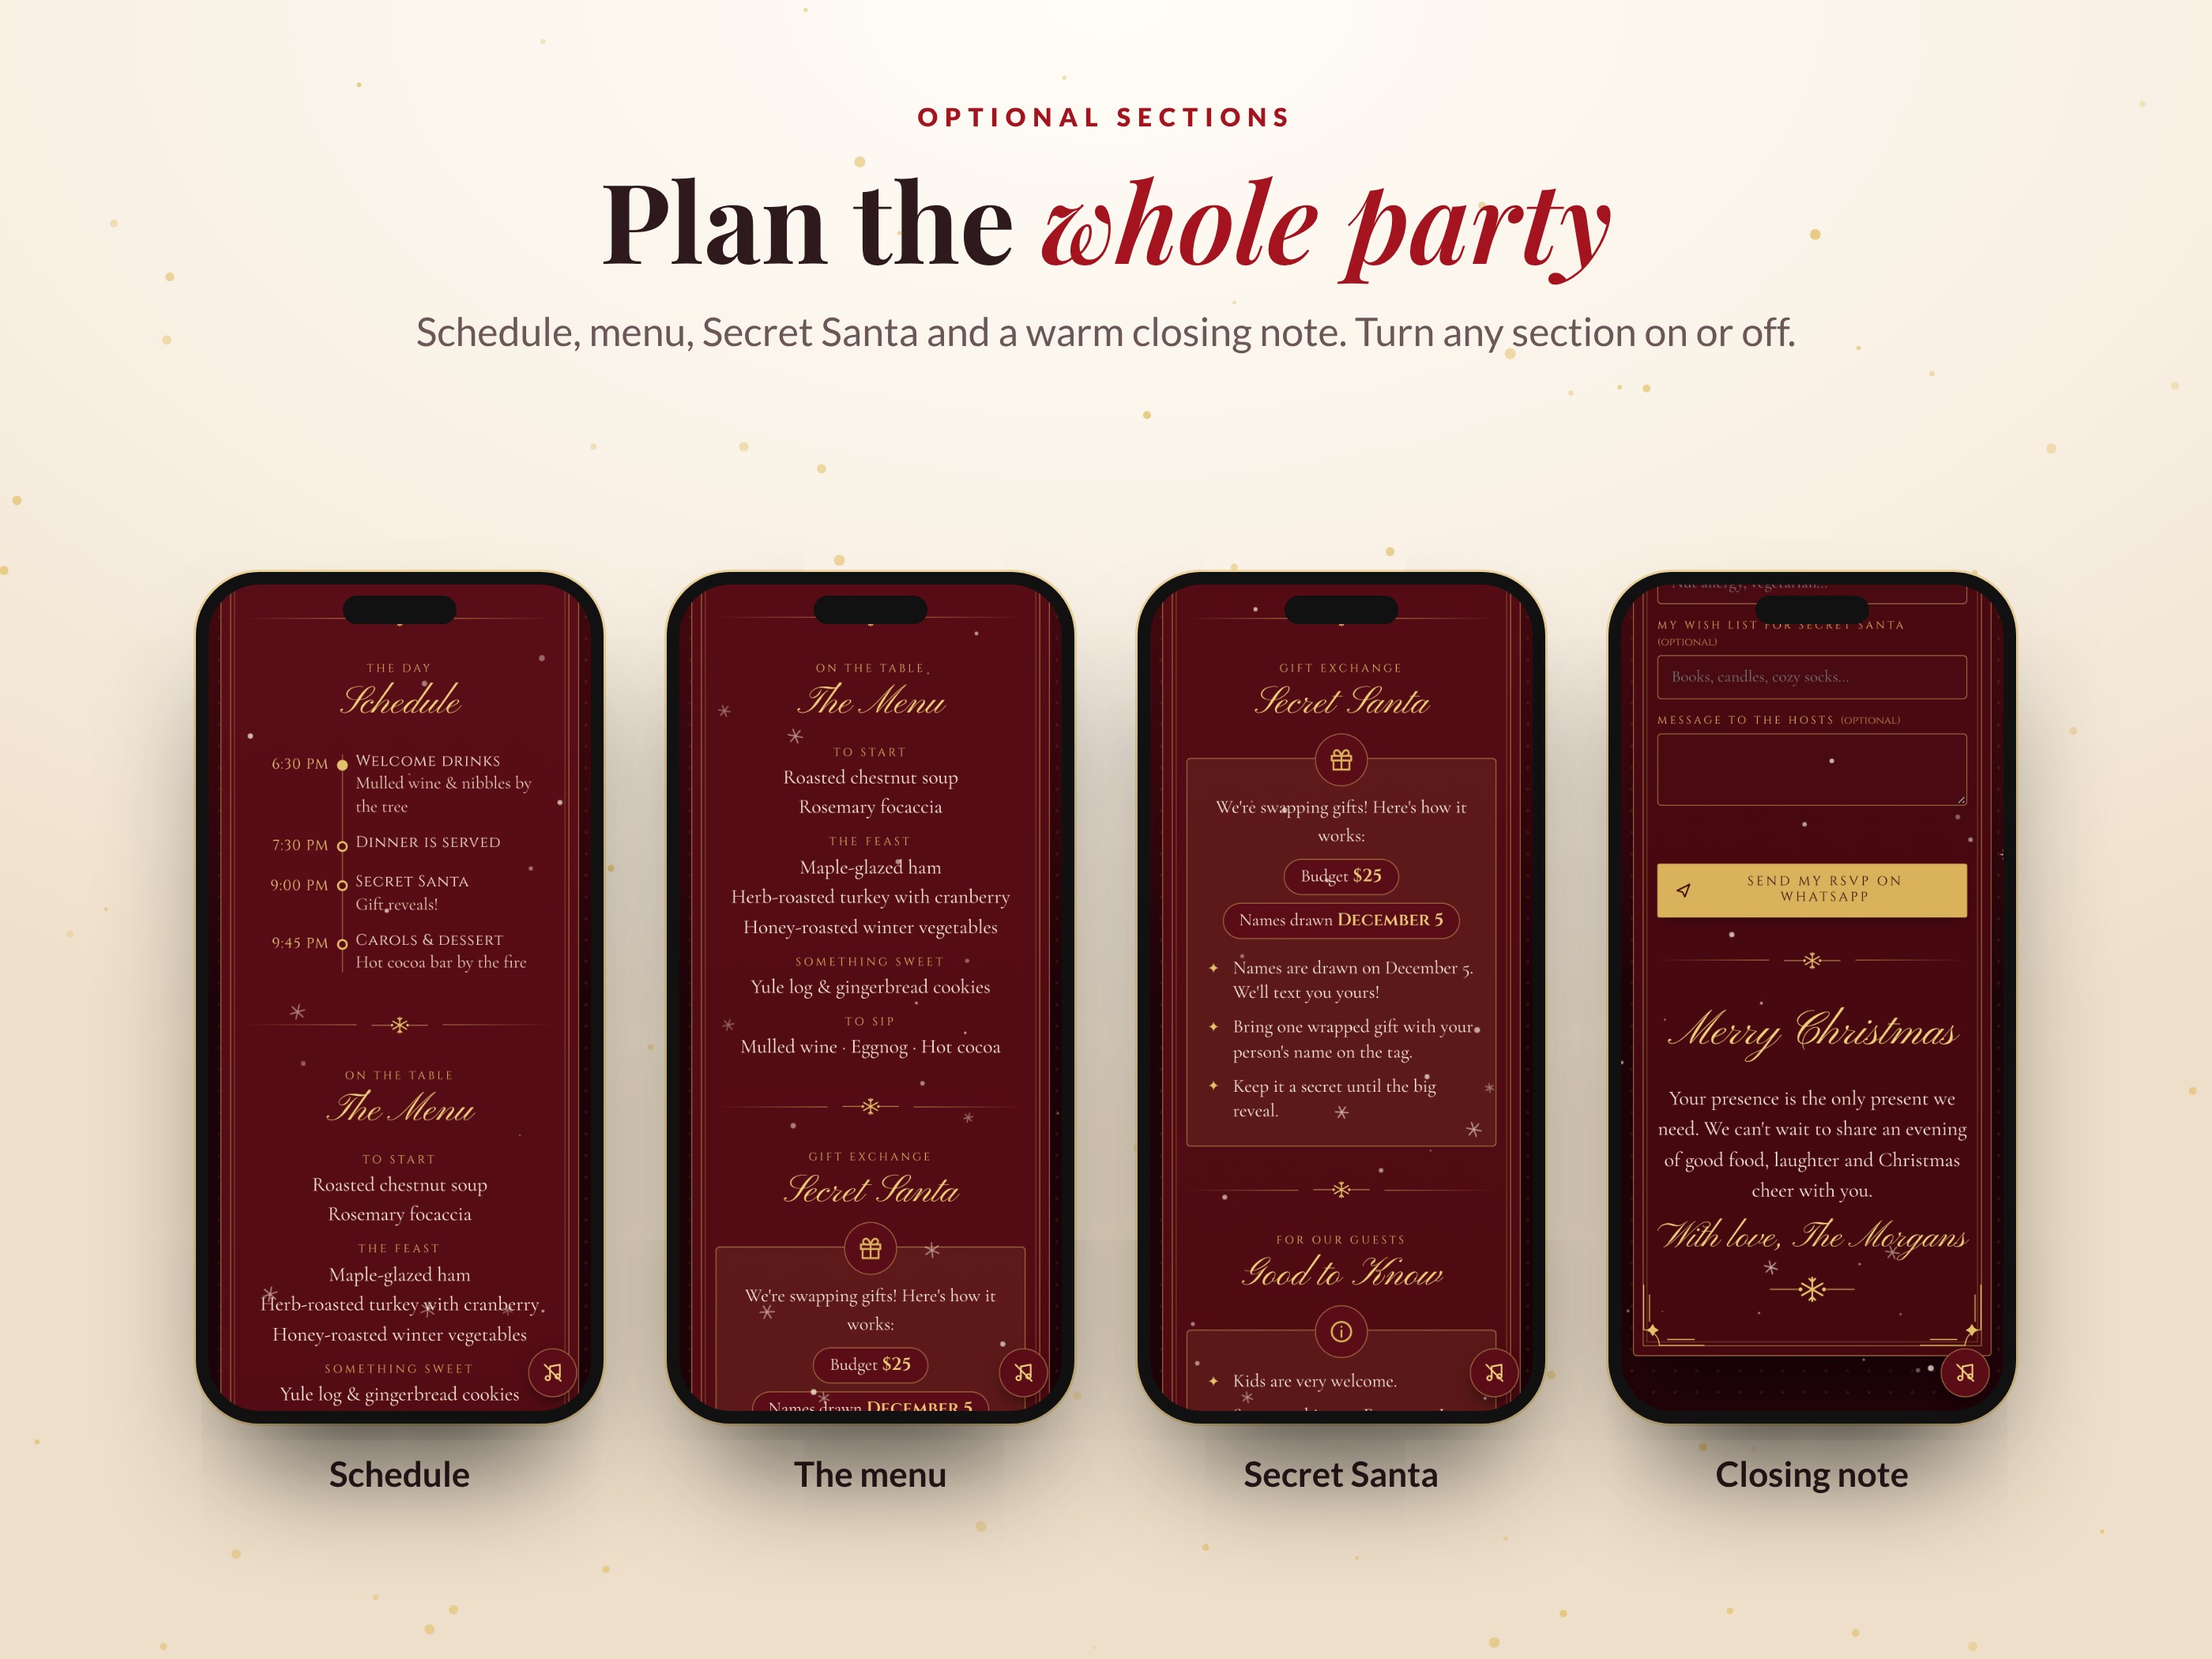 OPTIONAL SECTIONS
Plan the whole party
Schedule, menu, Secret Santa and a warm closing note. Turn any section on or off.
THE DAY
Schedule
6:30 PM WELCOME DRINKS
Mulled wine & nibbles by
the tree
7:30 PM DINNER IS SERVED
9:00 PM SECRET SANTA
Gift reveals!
9:45 PM CAROLS & DESSERT
Hot cocoa bar by the fire
ON THE TABLE
The Menu
TO START
Roasted chestnut soup
Rosemary focaccia
THE FEAST
Maple-glazed ham
Herb-roasted turkey with cranberry
Honey-roasted winter vegetables
SOMETHING SWEET
Yule log & gingerbread cookies
Schedule
ON THE TABLE
The Menu
TO START
Roasted chestnut soup
Rosemary focaccia
THE FEAST
Maple-glazed ham
Herb-roasted turkey with cranberry
Honey-roasted winter vegetables
SOMETHING SWEET
Yule log & gingerbread cookies
TO SIP
Mulled wine · Eggnog · Hot cocoa
GIFT EXCHANGE
Secret Santa
We're swapping gifts! Here's how it
works:
Budget $25
Names drawn DECEMBER 5
The menu
GIFT EXCHANGE
Secret Santa
We're swapping gifts! Here's how it
works:
Budget $25
Names drawn DECEMBER 5
Names are drawn on December 5.
We'll text you yours!
Bring one wrapped gift with your
person's name on the tag.
Keep it a secret until the big
reveal.
FOR OUR GUESTS
Good to Know
Kids are very welcome.
Secret Santa
Nut allergy, vegetarian...
MY WISH LIST FOR SECRET SANTA
(OPTIONAL)
Books, candles, cozy socks...
MESSAGE TO THE HOSTS (OPTIONAL)
SEND MY RSVP ON
WHATSAPP
Merry Christmas
Your presence is the only present we
need. We can't wait to share an evening
of good food, laughter and Christmas
cheer with you.
With love, The Morgans
Closing note